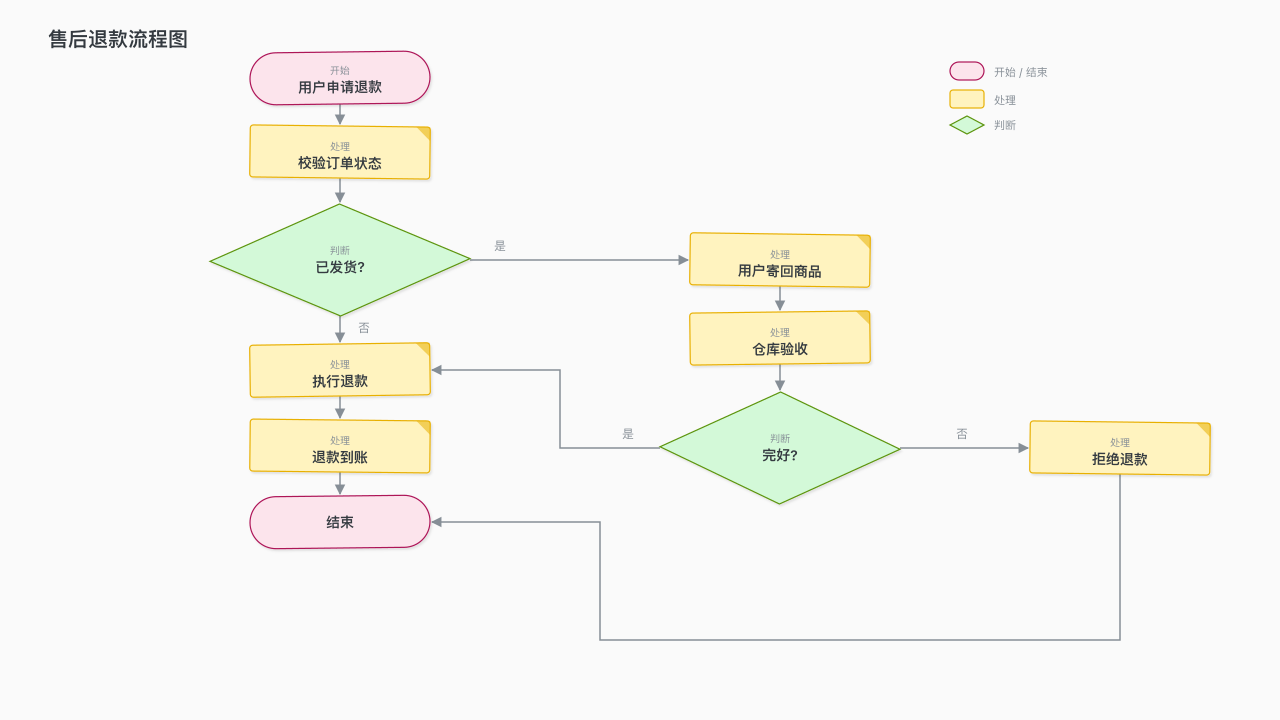 售后退款流程图
开始
用户申请退款
处理
校验订单状态
判断
已发货?
是
否
处理
执行退款
处理
退款到账
结束
处理
用户寄回商品
处理
仓库验收
判断
完好?
是
否
处理
拒绝退款
开始 / 结束
处理
判断